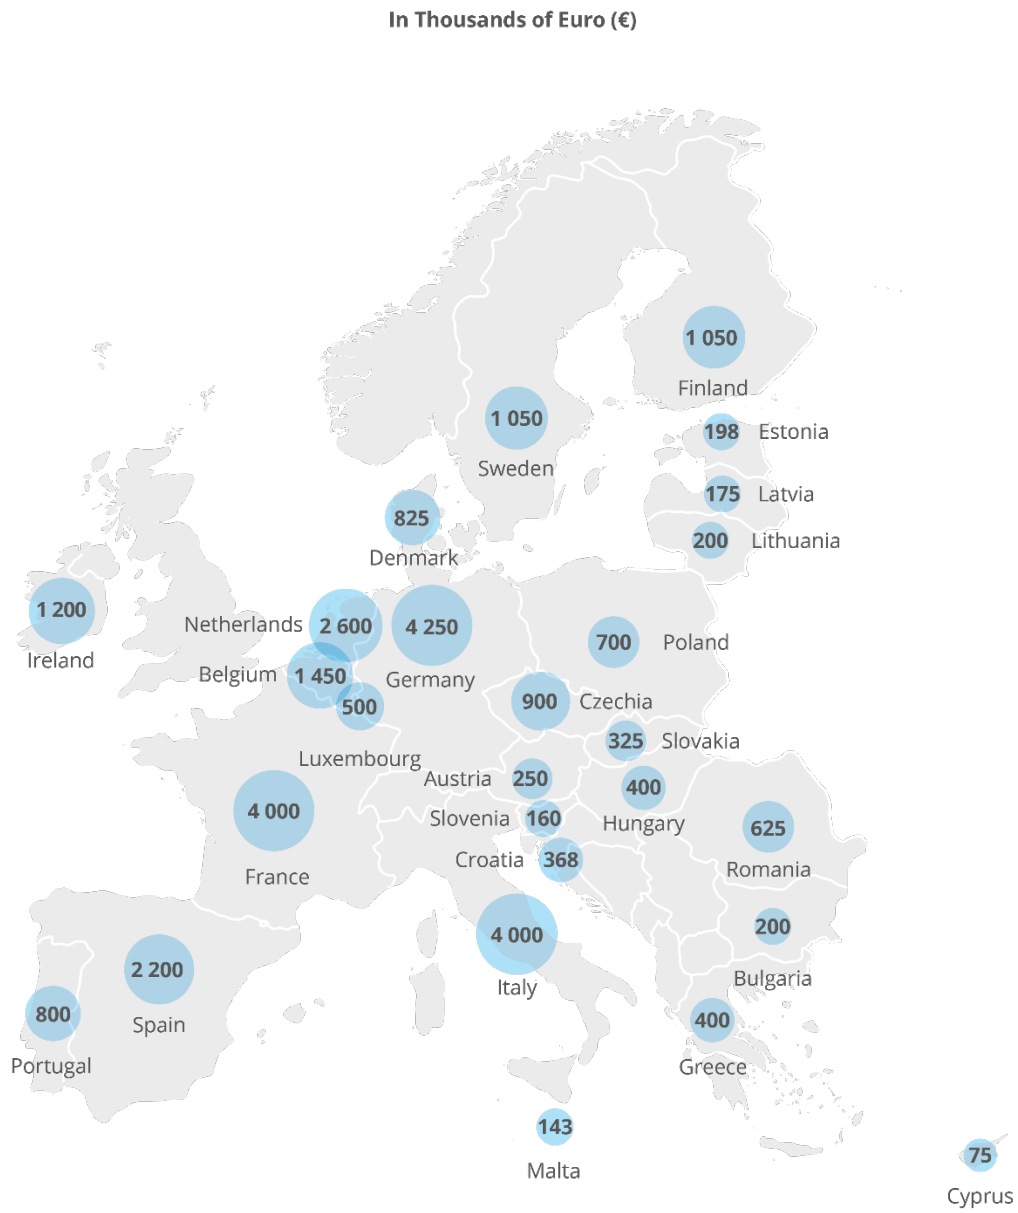 In Thousands of Euro (€)
1 050
Finland
1 050
Sweden
198 Estonia
175 Latvia
200 Lithuania
825
Denmark
1 200
Ireland
Netherlands 2 600
4 250
Germany
700 Poland
Belgium 1 450
500
Luxembourg
900 Czechia
325 Slovakia
Austria 250
400
Hungary
4 000
France
Slovenia 160
625
Romania
Croatia 368
200
Bulgaria
4 000
Italy
2 200
Spain
800
Portugal
400
Greece
143
Malta
75
Cyprus